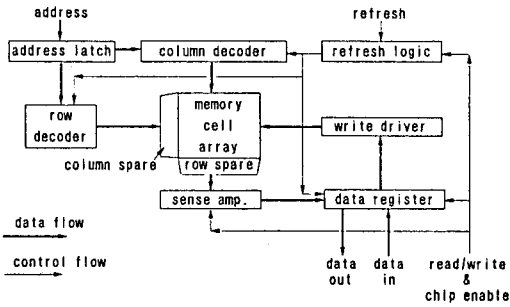 address
refresh
address latch
column decoder
refresh logic
row
decoder
memory
cell
array
write driver
column spare
row spare
sense amp.
data register
data flow
control flow
data
out
data
in
read/write
&
chip enable